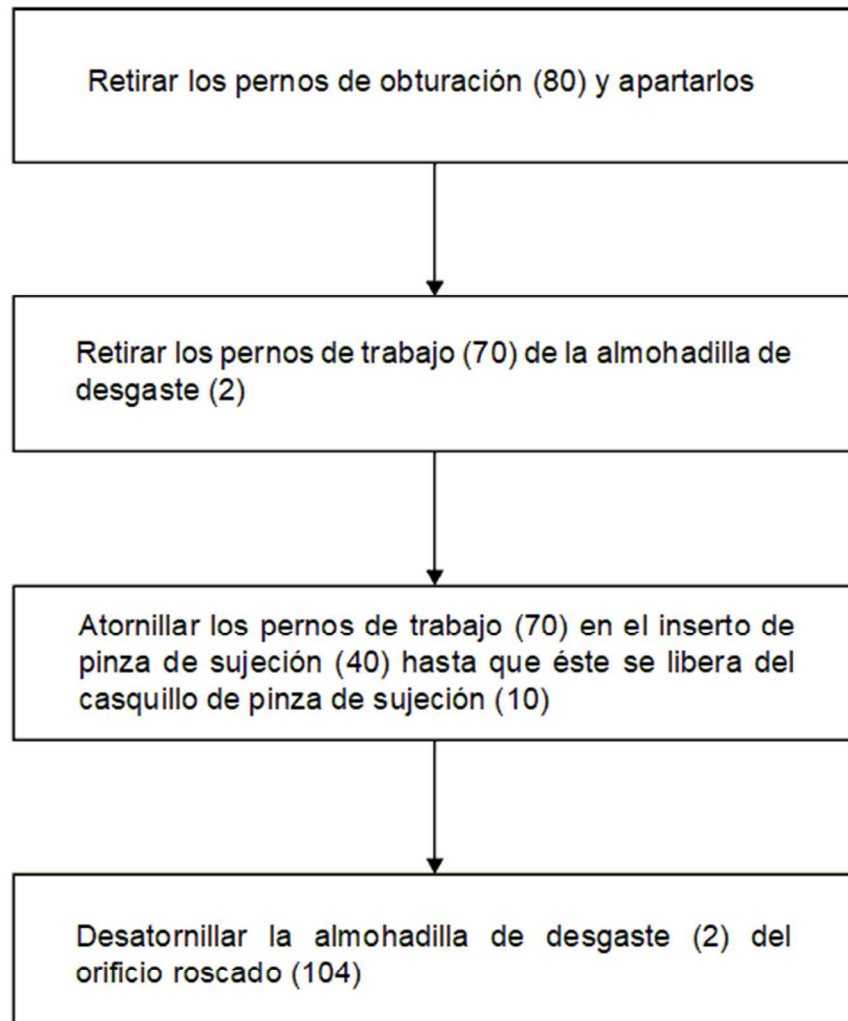 Retirar los pernos de obturación (80) y apartarlos
Retirar los pernos de trabajo (70) de la almohadilla de
desgaste (2)
Atornillar los pernos de trabajo (70) en el inserto de
pinza de sujeción (40) hasta que éste se libera del
casquillo de pinza de sujeción (10)
Desatornillar la almohadilla de desgaste (2) del
orificio roscado (104)